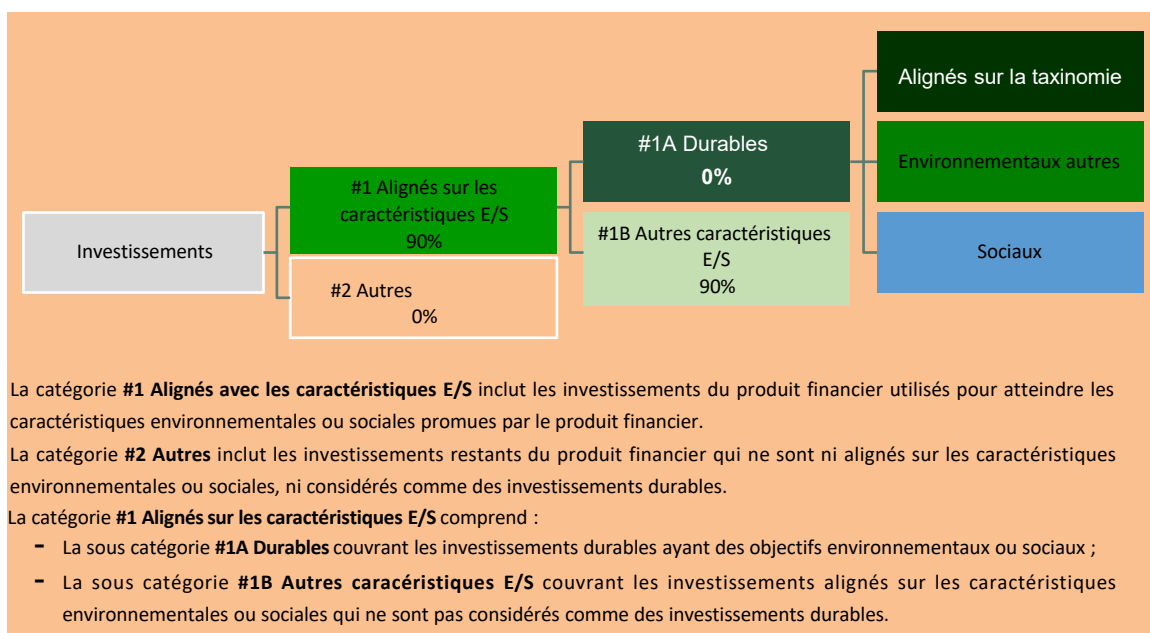 Alignés sur la taxinomie
#1A Durables
0%
Environnementaux autres
#1 Alignés sur les
caractéristiques E/S
90%
Investissements
#1B Autres caractéristiques
E/S
90%
Sociaux
#2 Autres
0%
La catégorie #1 Alignés avec les caractéristiques E/S inclut les investissements du produit financier utilisés pour atteindre les
caractéristiques environnementales ou sociales promues par le produit financier.
La catégorie #2 Autres inclut les investissements restants du produit financier qui ne sont ni alignés sur les caractéristiques
environnementales ou sociales, ni considérés comme des investissements durables.
La catégorie #1 Alignés sur les caractéristiques E/S comprend :
- La sous catégorie #1A Durables couvrant les investissements durables ayant des objectifs environnementaux ou sociaux ;
- La sous catégorie #1B Autres caracéristiques E/S couvrant les investissements alignés sur les caractéristiques
environnementales ou sociales qui ne sont pas considérés comme des investissements durables.